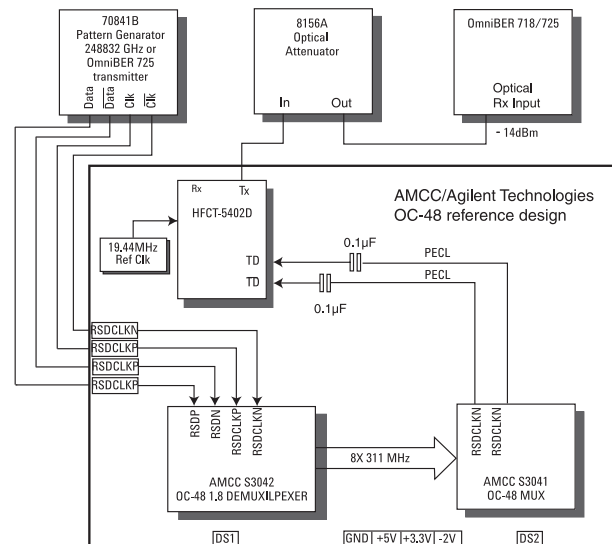 70841B
Pattern Genarator
248832 GHz or
OmniBER 725
transmitter
Data
Data
Clk
Clk
8156A
Optical
Attenuator
In
Out
OmniBER 718/725
Optical
Rx Input
- 14dBm
AMCC/Agilent Technologies
OC-48 reference design
Rx
Tx
HFCT-5402D
TD
TD
19.44MHz
Ref Clk
0.1µF
PECL
PECL
0.1µF
RSDCLKN
RSDCLKP
RSDCLKP
RSDCLKP
RSDP
RSDN
RSDCLKP
RSDCLKN
AMCC S3042
OC-48 1.8 DEMUXILPEXER
8X 311 MHz
RSDCLKN
RSDCLKN
AMCC S3041
OC-48 MUX
DS1
GND +5V +3.3V -2V
DS2